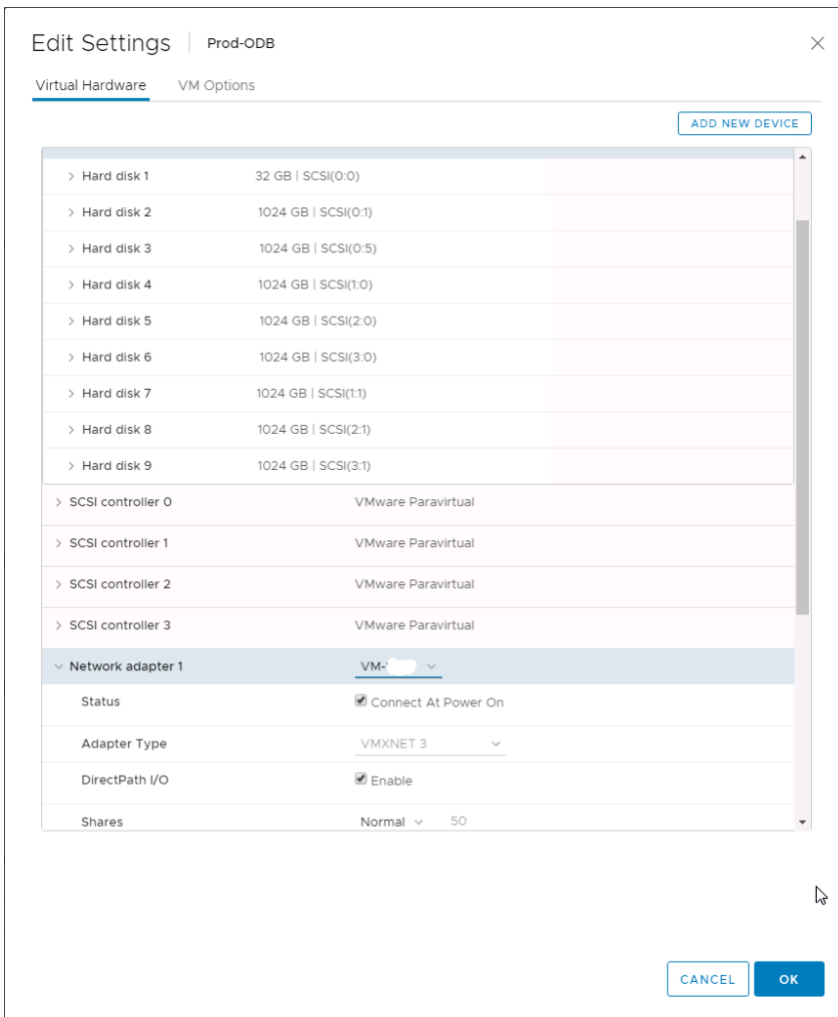 Edit Settings Prod-ODB
Virtual Hardware VM Options
ADD NEW DEVICE
Hard disk 1 32 GB | SCSI(0:0)
Hard disk 2 1024 GB | SCSI(0:1)
Hard disk 3 1024 GB | SCSI(0:5)
Hard disk 4 1024 GB | SCSI(1:0)
Hard disk 5 1024 GB | SCSI(2:0)
Hard disk 6 1024 GB | SCSI(3:0)
Hard disk 7 1024 GB | SCSI(1:1)
Hard disk 8 1024 GB | SCSI(2:1)
Hard disk 9 1024 GB | SCSI(3:1)
SCSI controller 0 VMware Paravirtual
SCSI controller 1 VMware Paravirtual
SCSI controller 2 VMware Paravirtual
SCSI controller 3 VMware Paravirtual
Network adapter 1 VM-
Status Connect At Power On
Adapter Type VMXNET 3
DirectPath I/O Enable
Shares Normal 50
CANCEL OK